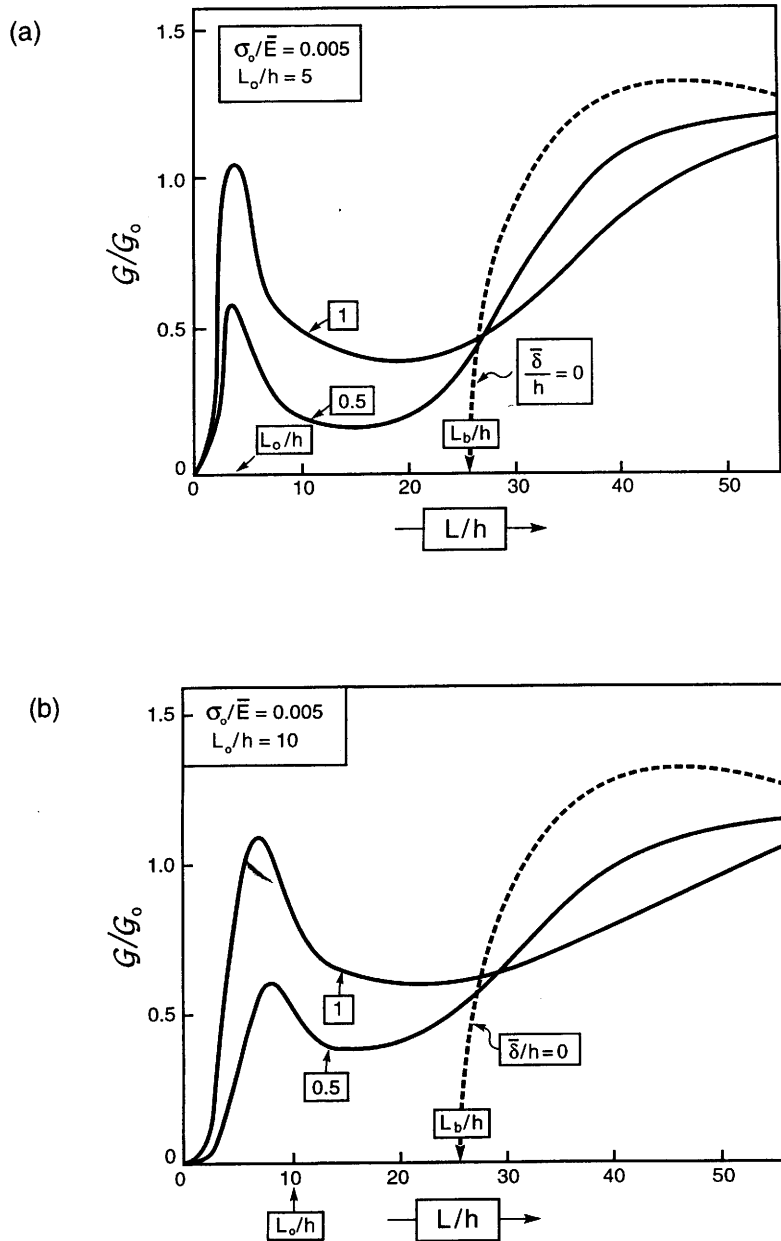 (a)
σₒ/E̅ = 0.005
Lₒ/h = 5
1.5
1.0
0.5
0
G/Gₒ
1
0.5
Lₒ/h
δ̅/h = 0
L_b/h
0 10 20 30 40 50
L/h
(b)
σₒ/E̅ = 0.005
Lₒ/h = 10
1.5
1.0
0.5
0
G/Gₒ
1
0.5
δ̅/h = 0
L_b/h
0 10 20 30 40 50
Lₒ/h
L/h